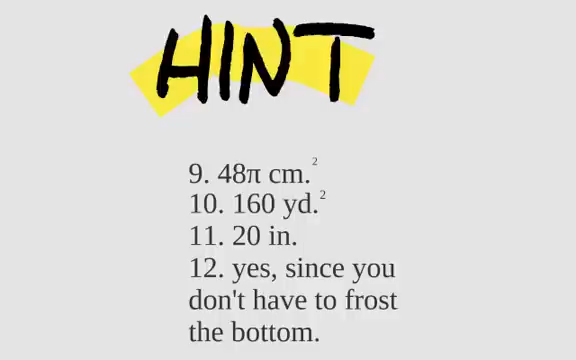 HINT
9. 48π cm.²
10. 160 yd.²
11. 20 in.
12. yes, since you
don't have to frost
the bottom.